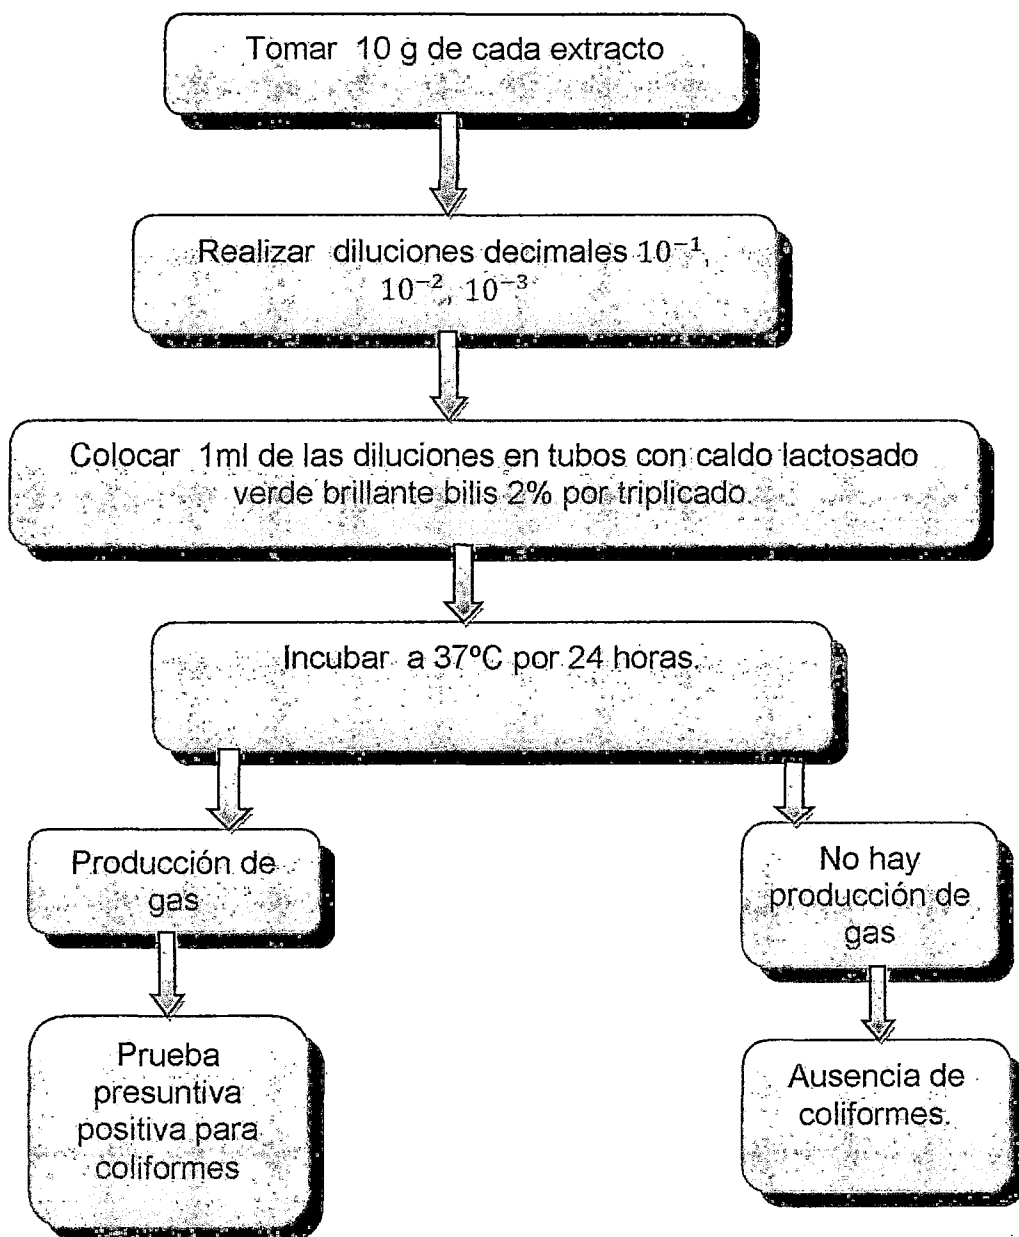 Tomar 10 g de cada extracto
Realizar diluciones decimales 10⁻¹,
10⁻², 10⁻³
Colocar 1ml de las diluciones en tubos con caldo lactosado
verde brillante bilis 2% por triplicado.
Incubar a 37ºC por 24 horas.
Producción de
gas
No hay
producción de
gas
Prueba
presuntiva
positiva para
coliformes
Ausencia de
coliformes.